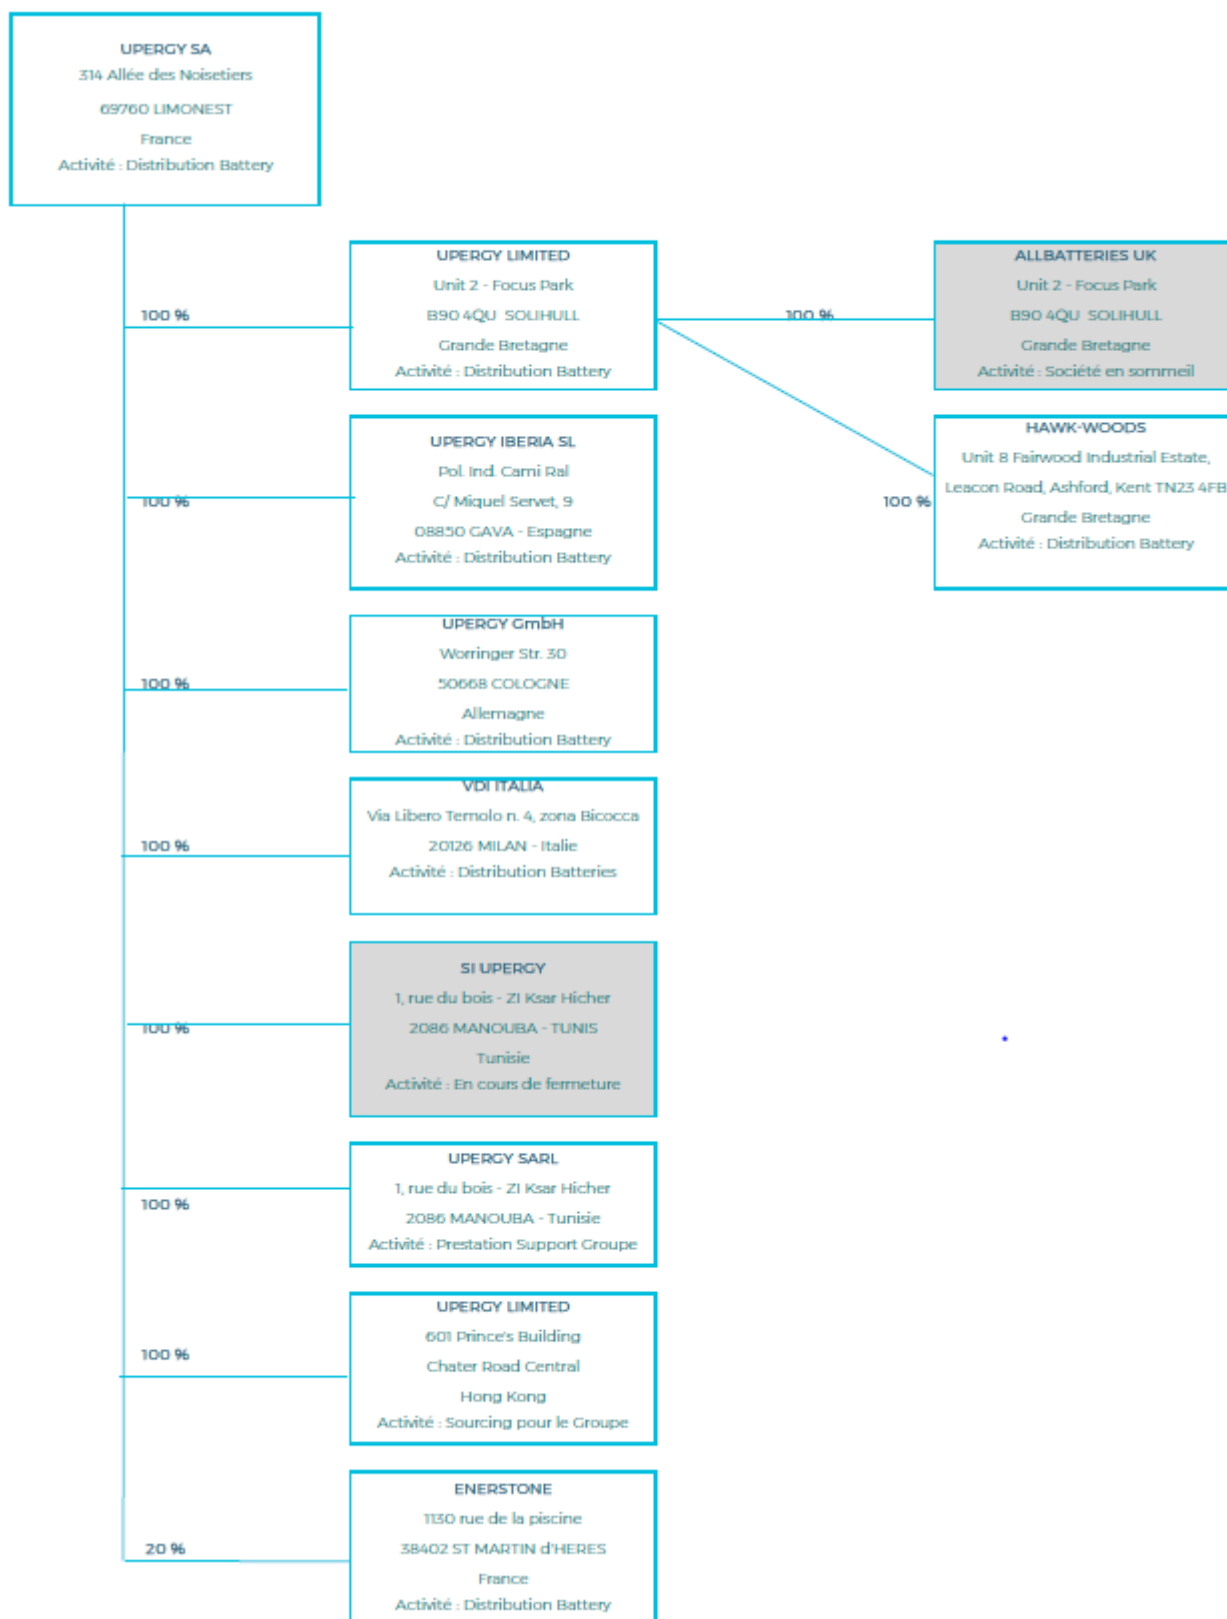 UPERGY SA
314 Allée des Noisetiers
69760 LIMONEST
France
Activité : Distribution Battery
100 %
UPERGY LIMITED
Unit 2 - Focus Park
B90 4QU SOLIHULL
Grande Bretagne
Activité : Distribution Battery
100 %
ALLBATTERIES UK
Unit 2 - Focus Park
B90 4QU SOLIHULL
Grande Bretagne
Activité : Société en sommeil
100 %
UPERGY IBERIA SL
Pol. Ind. Cami Ral
C/ Miquel Servet, 9
08850 GAVA - Espagne
Activité : Distribution Battery
100 %
HAWK-WOODS
Unit 8 Fairwood Industrial Estate,
Leacon Road, Ashford, Kent TN23 4FB
Grande Bretagne
Activité : Distribution Battery
100 %
UPERGY GmbH
Worringer Str. 30
50668 COLOGNE
Allemagne
Activité : Distribution Battery
100 %
VDI ITALIA
Via Libero Temolo n. 4, zona Bicocca
20126 MILAN - Italie
Activité : Distribution Batteries
100 %
SI UPERGY
1, rue du bois - ZI Ksar Hicher
2086 MANOUBA - TUNIS
Tunisie
Activité : En cours de fermeture
100 %
UPERGY SARL
1, rue du bois - ZI Ksar Hicher
2086 MANOUBA - Tunisie
Activité : Prestation Support Groupe
100 %
UPERGY LIMITED
601 Prince's Building
Chater Road Central
Hong Kong
Activité : Sourcing pour le Groupe
20 %
ENERSTONE
1130 rue de la piscine
38402 ST MARTIN d'HERES
France
Activité : Distribution Battery